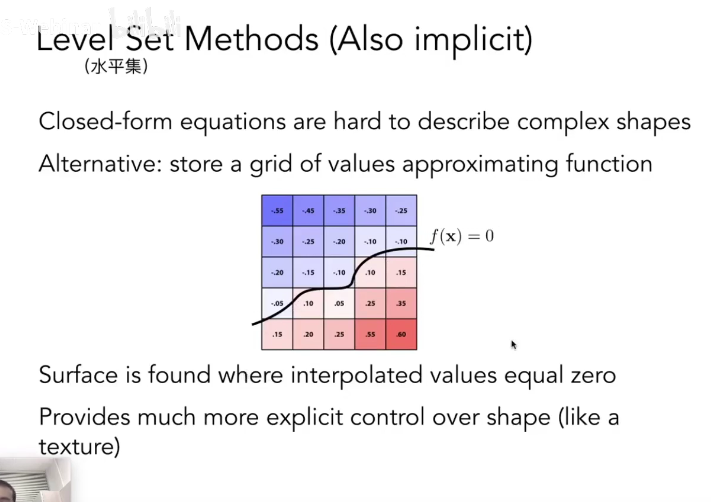 Level Set Methods (Also implicit)
(水平集)
Closed-form equations are hard to describe complex shapes
Alternative: store a grid of values approximating function
-.55 -.45 -.35 -.30 -.25
-.30 -.25 -.20 -.10 -.10 f(x) = 0
-.20 -.15 -.10 .10 .15
-.05 .10 .05 .25 .35
.15 .20 .25 .55 .60
Surface is found where interpolated values equal zero
Provides much more explicit control over shape (like a
texture)